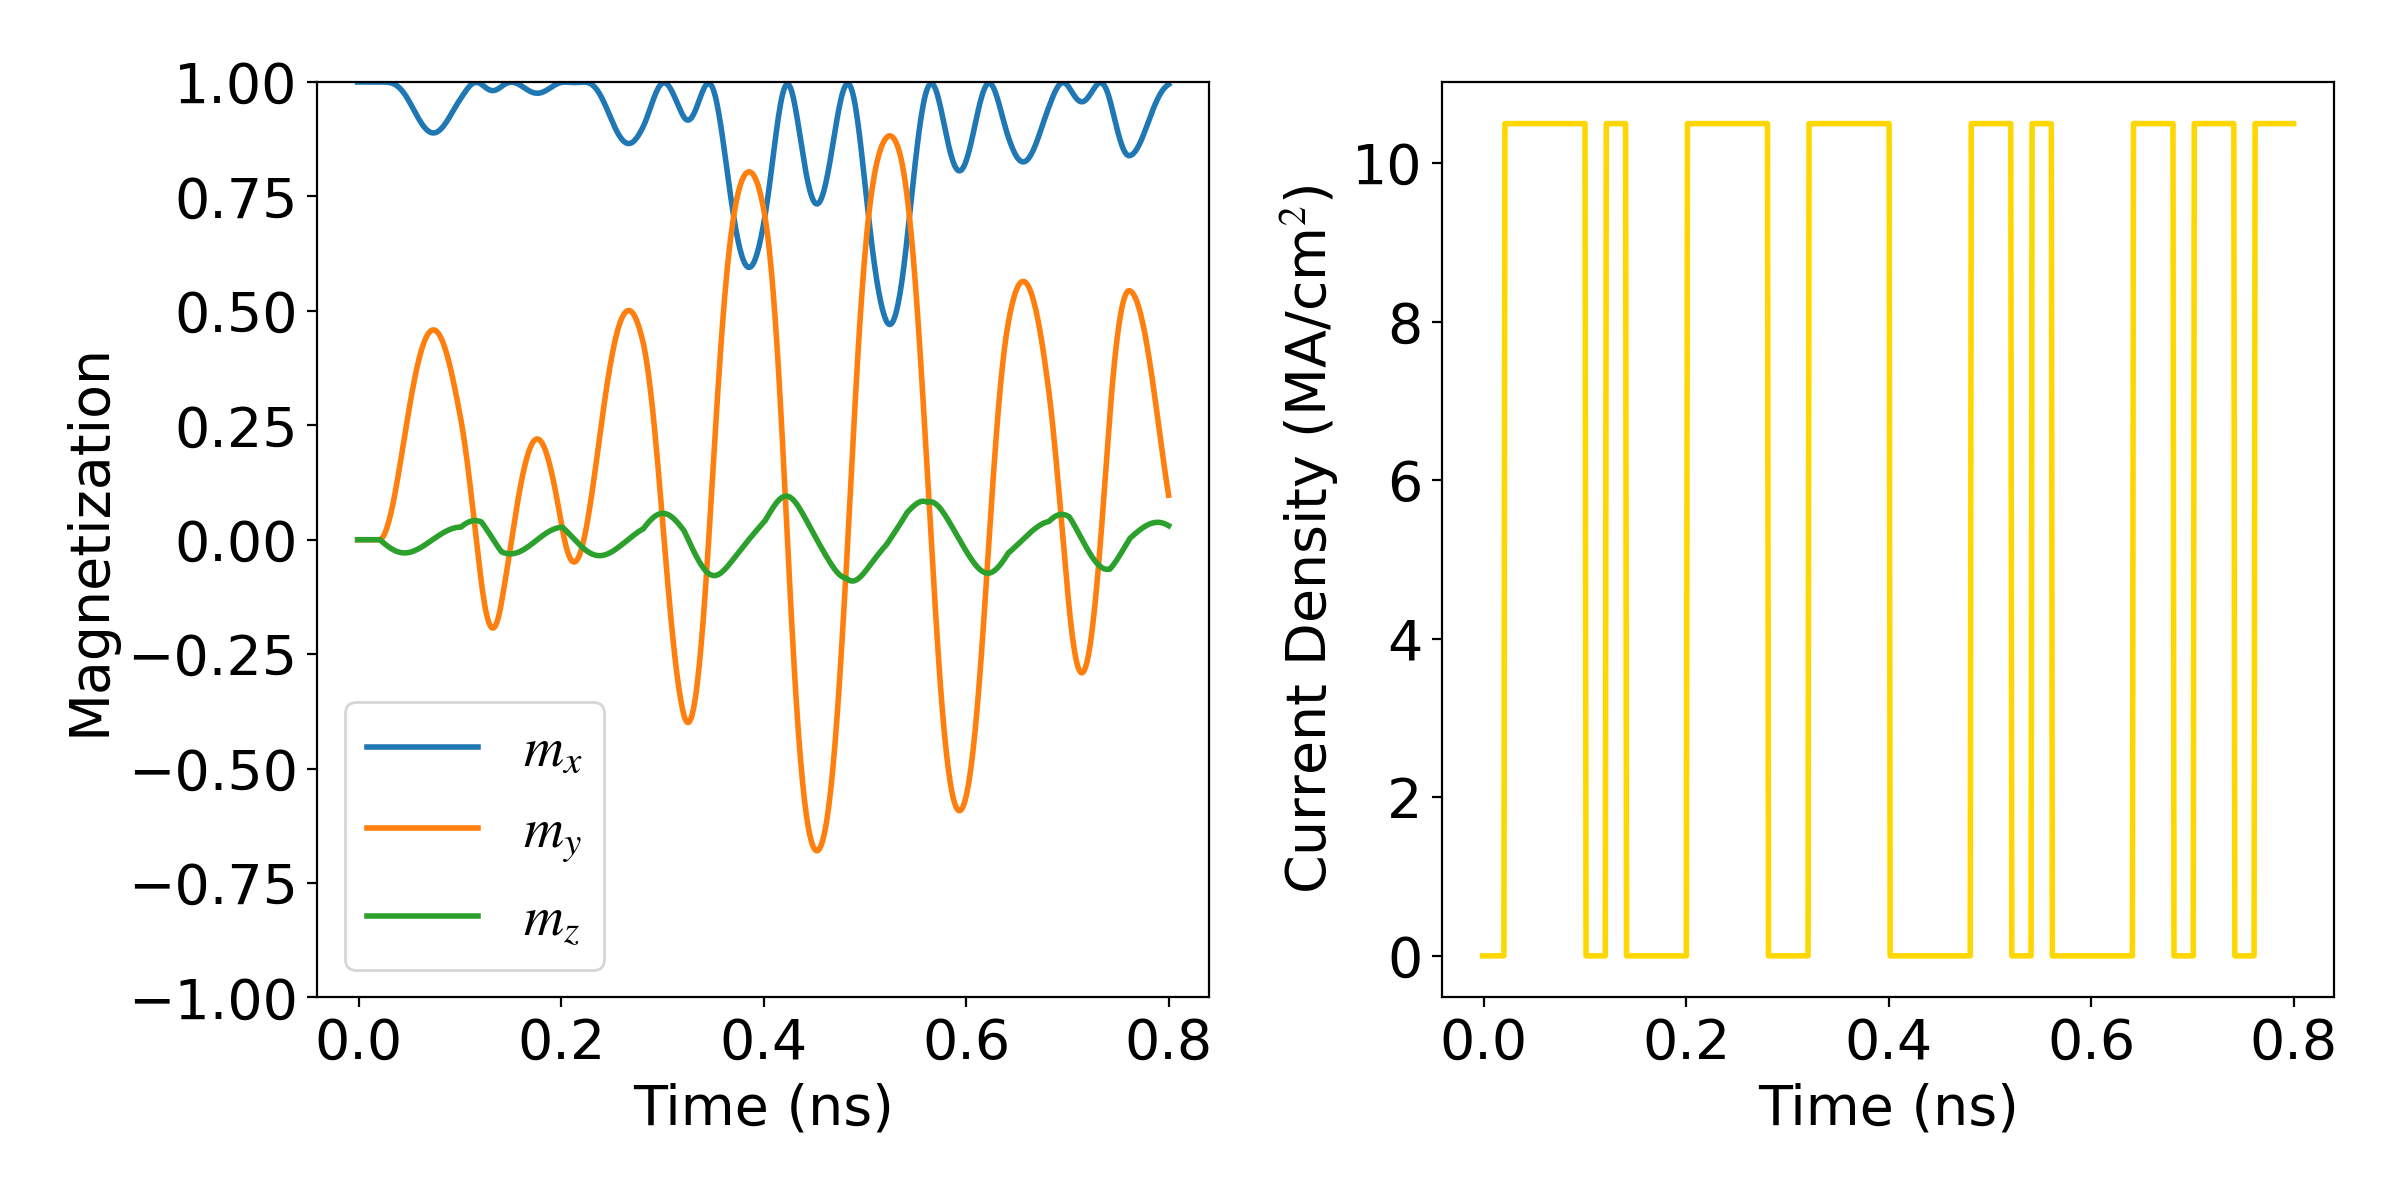 1.00
0.75
0.50
0.25
0.00
−0.25
−0.50
−0.75
−1.00
0.0 0.2 0.4 0.6 0.8
Time (ns)
Magnetization
m_x
m_y
m_z
10
8
6
4
2
0
0.0 0.2 0.4 0.6 0.8
Time (ns)
Current Density (MA/cm²)